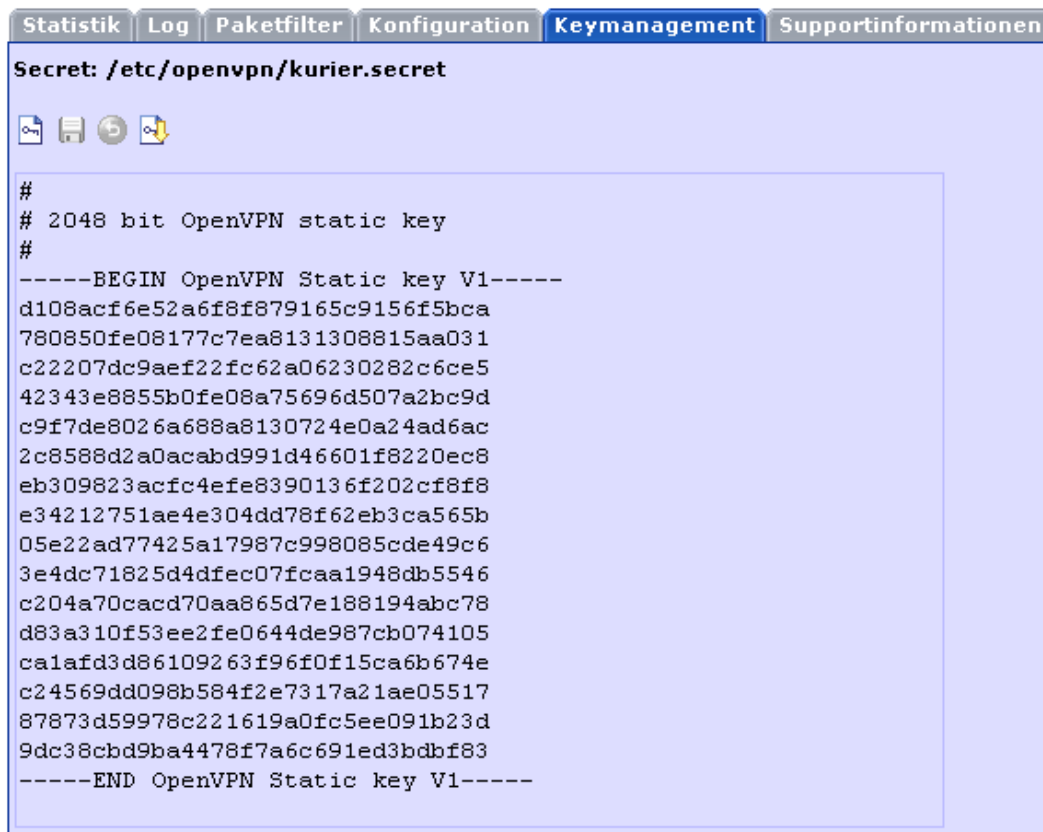 Statistik Log Paketfilter Konfiguration Keymanagement Supportinformationen
Secret: /etc/openvpn/kurier.secret
#
# 2048 bit OpenVPN static key
#
-----BEGIN OpenVPN Static key V1-----
d108acf6e52a6f8f879165c9156f5bca
780850fe08177c7ea8131308815aa031
c22207dc9aef22fc62a06230282c6ce5
42343e8855b0fe08a75696d507a2bc9d
c9f7de8026a688a8130724e0a24ad6ac
2c8588d2a0acabd991d46601f8220ec8
eb309823acfc4efe8390136f202cf8f8
e34212751ae4e304dd78f62eb3ca565b
05e22ad77425a17987c998085cde49c6
3e4dc71825d4dfec07fcaa1948db5546
c204a70cacd70aa865d7e188194abc78
d83a310f53ee2fe0644de987cb074105
ca1afd3d86109263f96f0f15ca6b674e
c24569dd098b584f2e7317a21ae05517
87873d59978c221619a0fc5ee091b23d
9dc38cbd9ba4478f7a6c691ed3bdbf83
-----END OpenVPN Static key V1-----